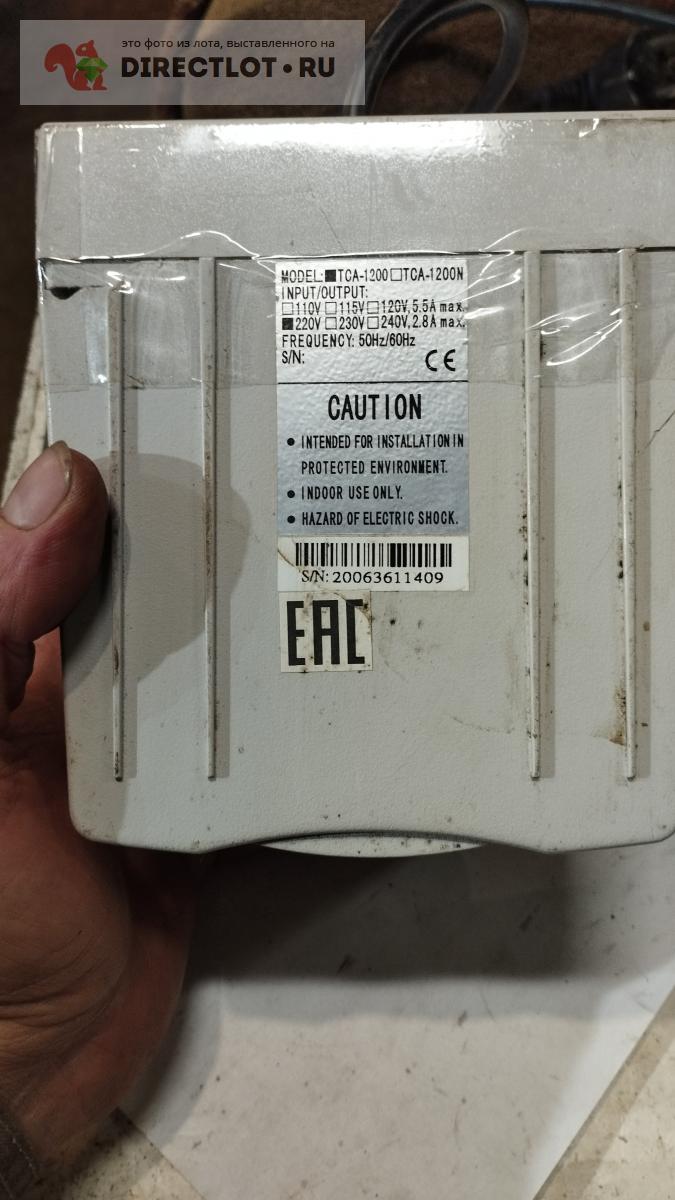 это фото из лота, выставленного на
DIRECTLOT.RU
MODEL:■TCA-1200□TCA-1200N
INPUT/OUTPUT:
□110V□115V□120V,5.5A max.
■220V□230V□240V,2.8A max.
FREQUENCY: 50Hz/60Hz
S/N:
CE
CAUTION
● INTENDED FOR INSTALLATION IN
PROTECTED ENVIRONMENT.
● INDOOR USE ONLY.
● HAZARD OF ELECTRIC SHOCK.
S/N: 20063611409
EAC